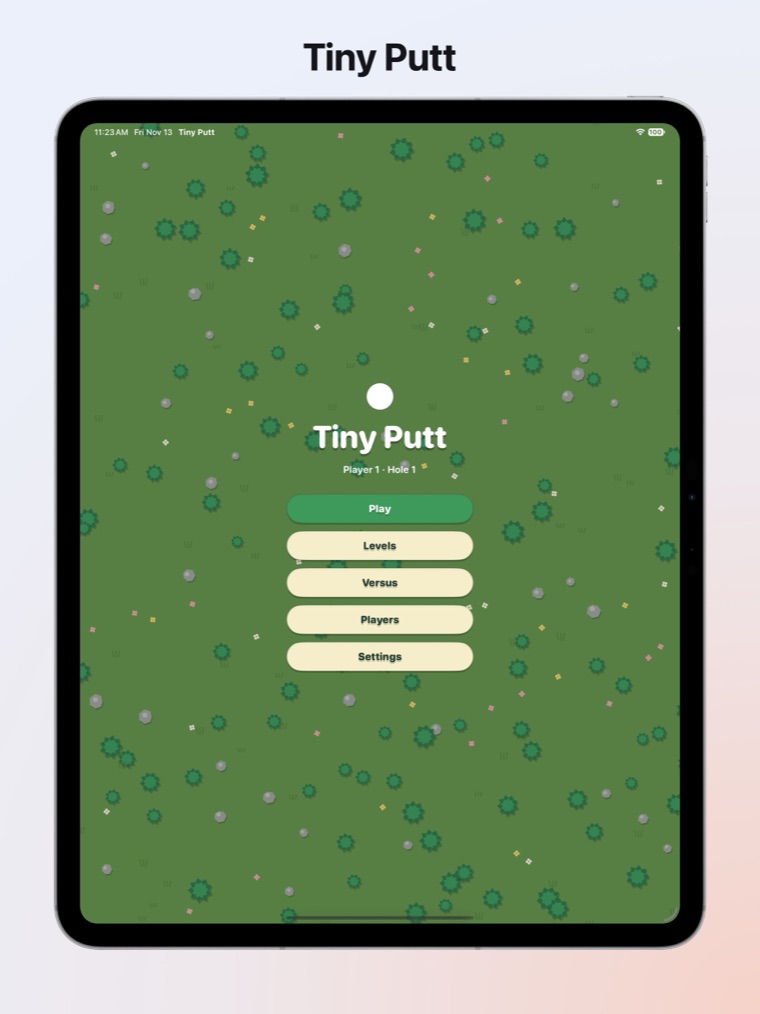 Tiny Putt
11:23 AM Fri Nov 13 Tiny Putt
100
Tiny Putt
Player 1 · Hole 1
Play
Levels
Versus
Players
Settings